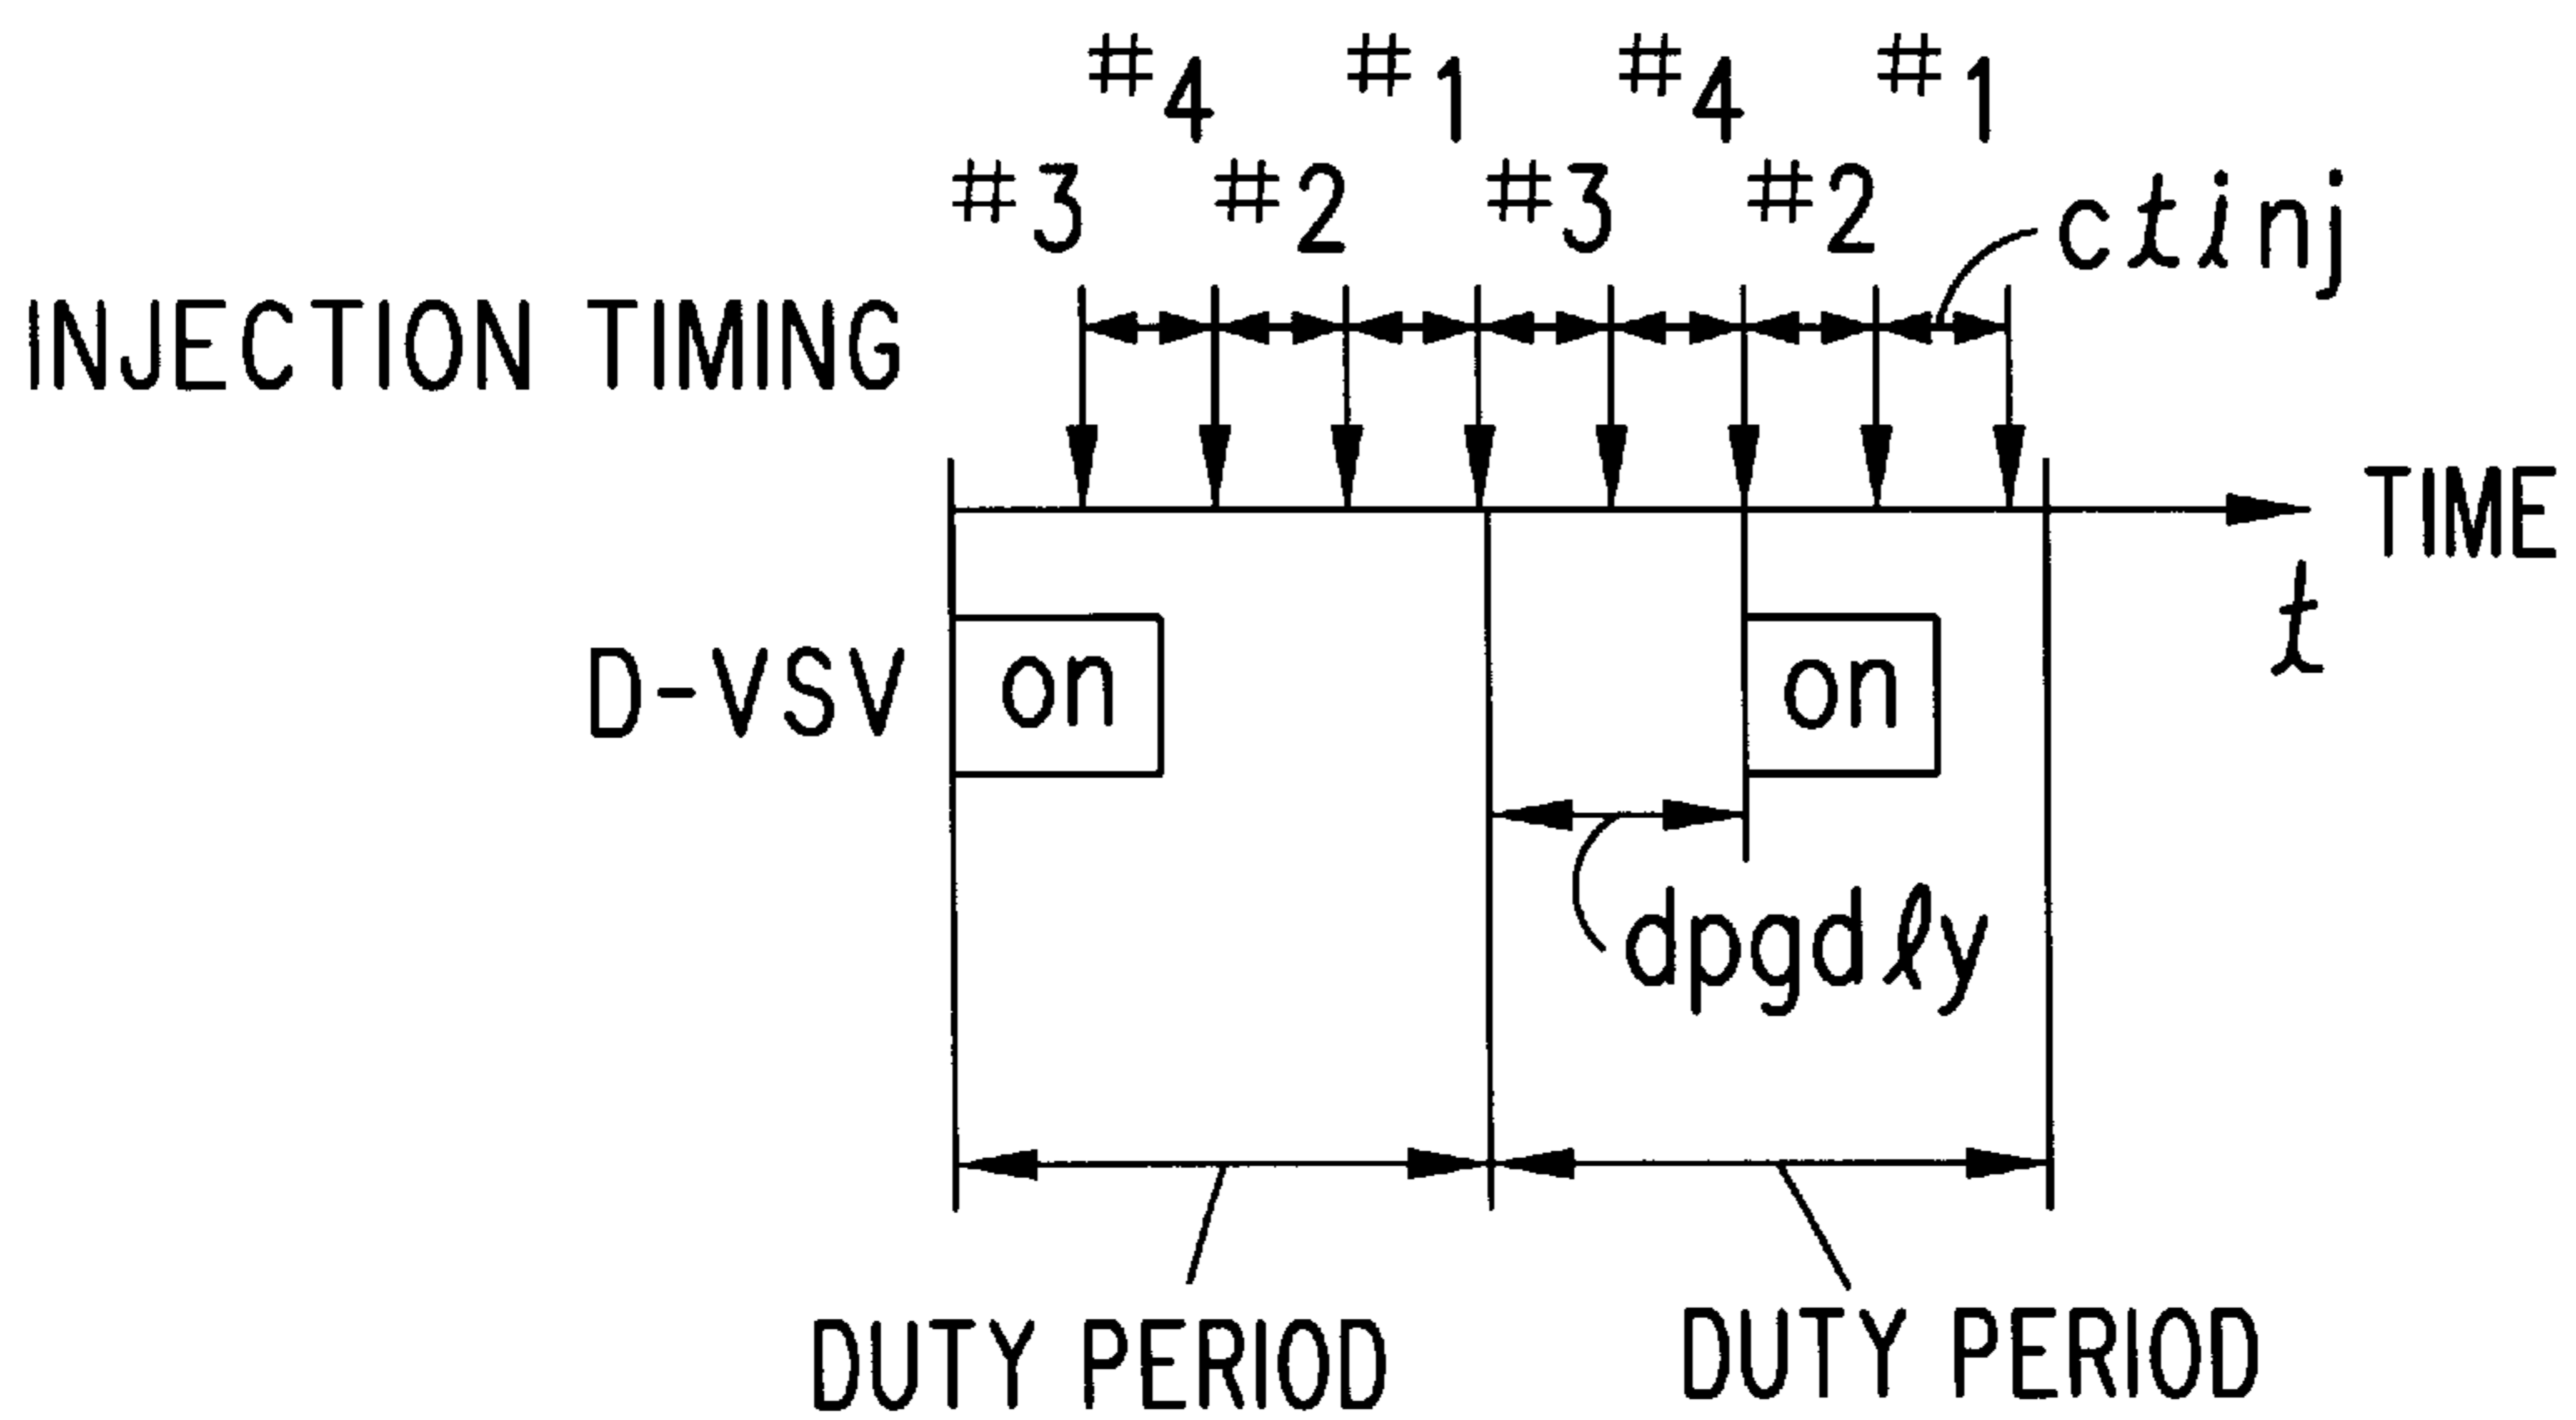 #4 #1 #4 #1
#3 #2 #3 #2 ctinj
INJECTION TIMING
TIME
t
D-VSV on on
dpgdly
DUTY PERIOD DUTY PERIOD